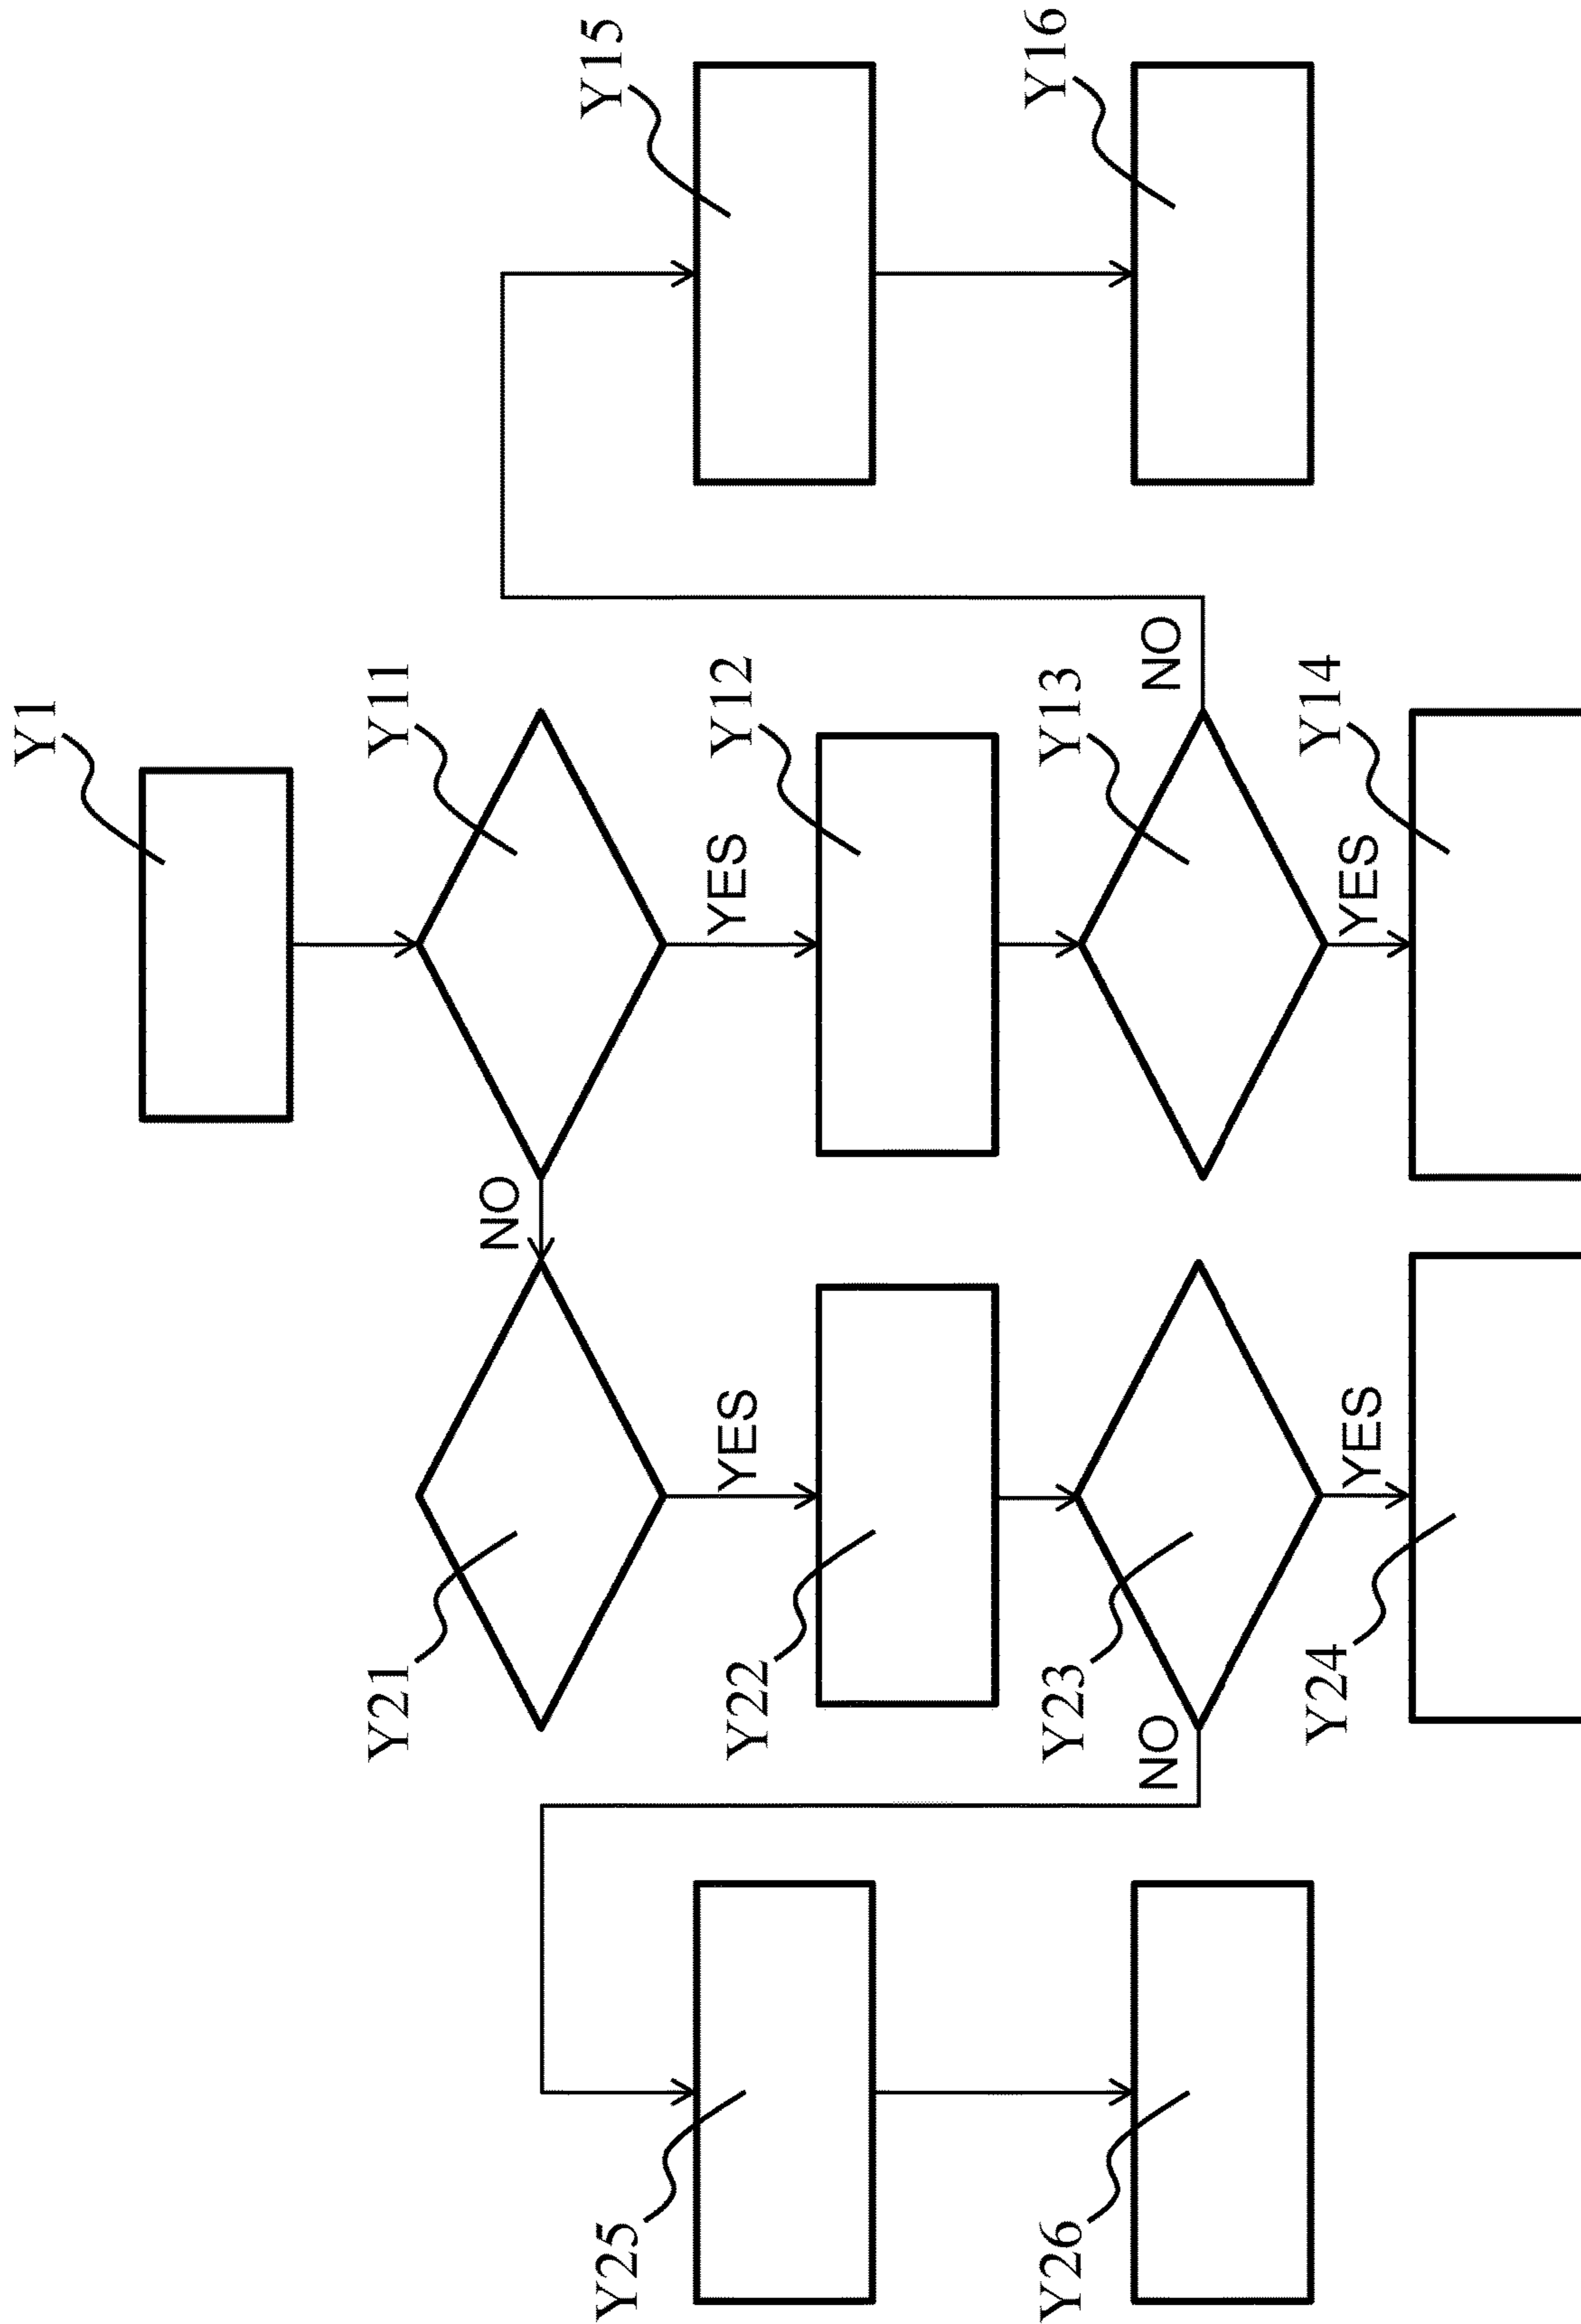 Y1
Y11
NO
YES
Y21
YES
Y12
Y22
Y13
NO
YES
Y14
Y23
NO
YES
Y24
Y15
Y16
Y25
Y26